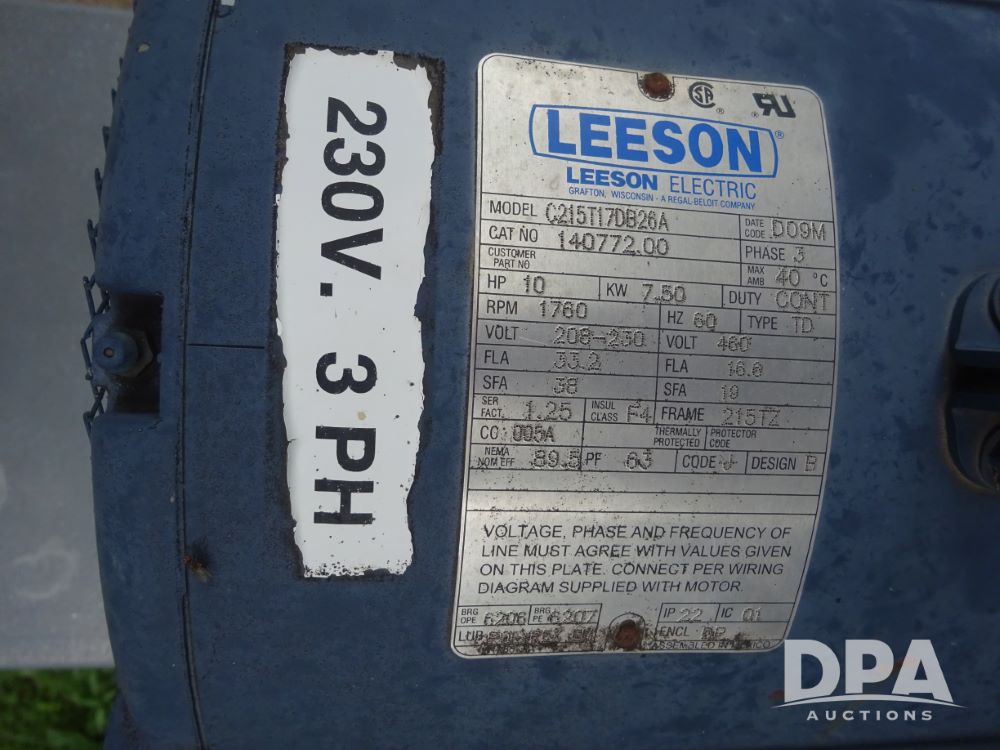 230V. 3 PH
LEESON
LEESON ELECTRIC
GRAFTON, WISCONSIN - A REGAL-BELOIT COMPANY
MODEL C215T17DB26A DATE CODE D09M
CAT NO 140772.00 PHASE 3
CUSTOMER PART NO MAX AMB 40 °C
HP 10 KW 7.50 DUTY CONT
RPM 1760 HZ 60 TYPE TD
VOLT 208-230 VOLT 460
FLA 33.2 FLA 16.6
SFA 38 SFA 19
SER FACT. 1.25 INSUL CLASS F4 FRAME 215TZ
CO: 005A THERMALLY PROTECTED PROTECTOR CODE
NEMA NOM EFF 89.5 PF 63 CODE J DESIGN B
VOLTAGE, PHASE AND FREQUENCY OF
LINE MUST AGREE WITH VALUES GIVEN
ON THIS PLATE. CONNECT PER WIRING
DIAGRAM SUPPLIED WITH MOTOR.
BRG OPE 6206 BRG PE 6207 IP 22 IC 01
LUB ENCL DP
ASSEMBLED IN MEXICO
DPA
AUCTIONS